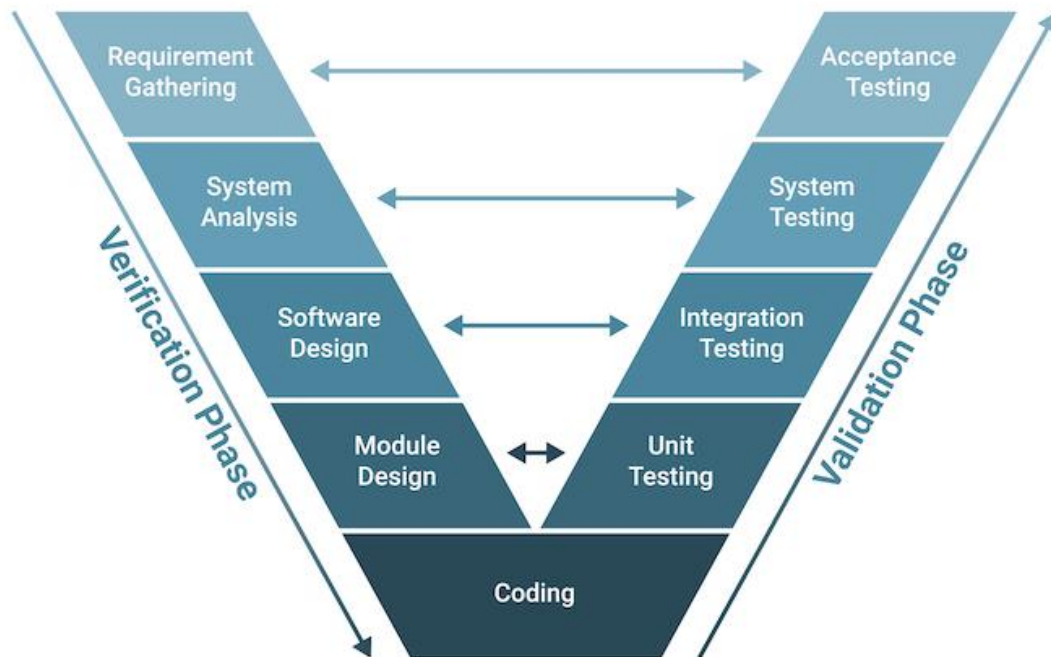 Requirement
Gathering
Acceptance
Testing
System
Analysis
System
Testing
Verification Phase
Validation Phase
Software
Design
Integration
Testing
Module
Design
Unit
Testing
Coding